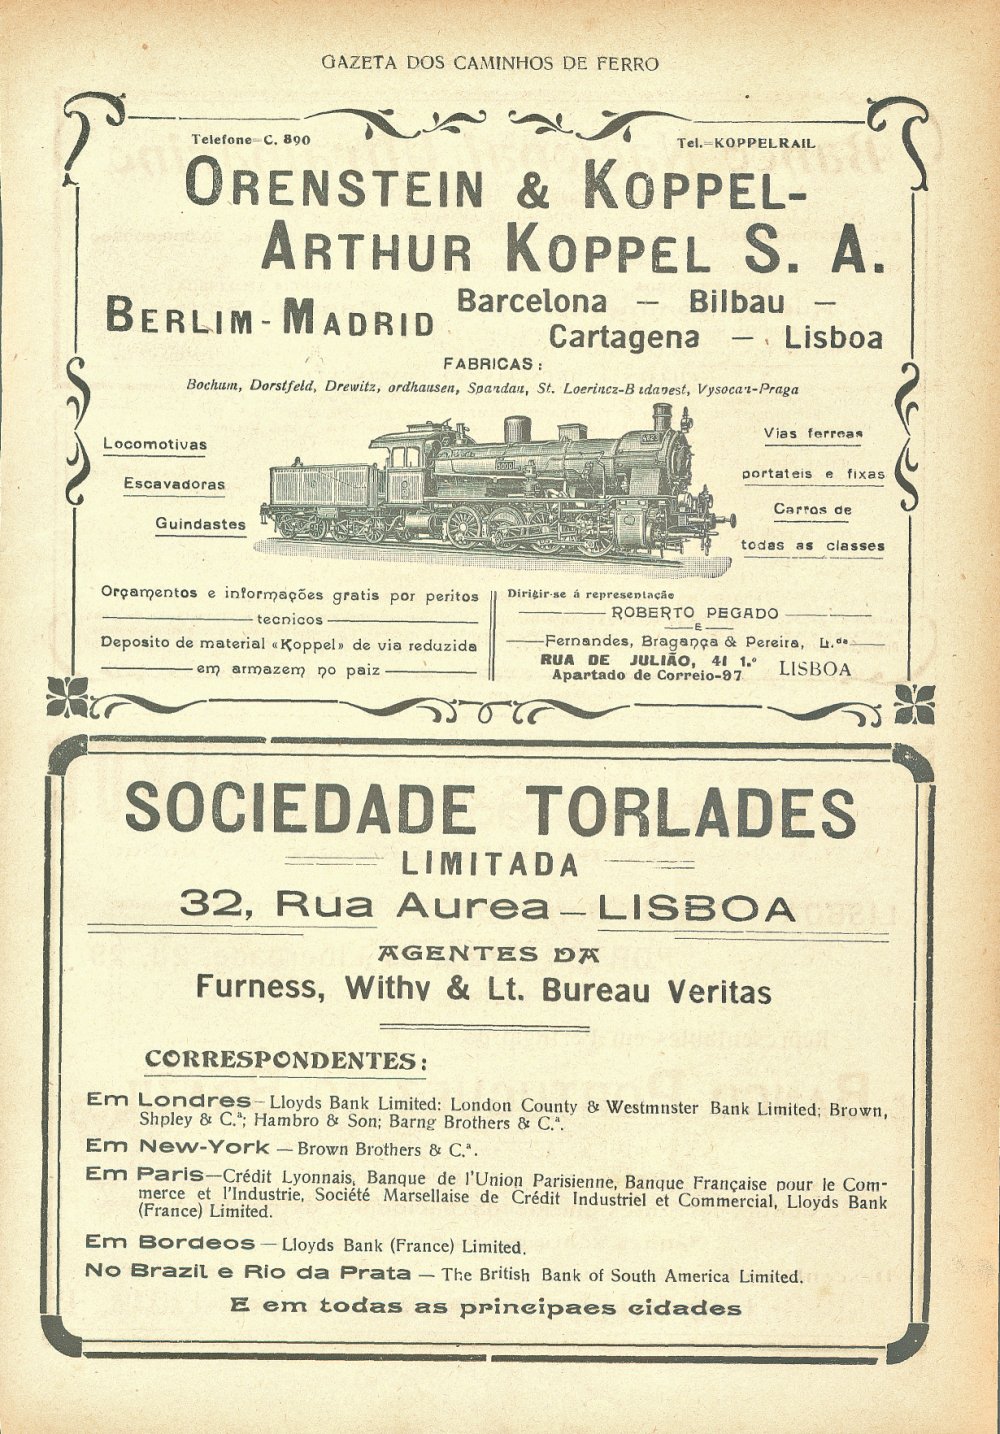 GAZETA DOS CAMINHOS DE FERRO
Telefone=C. 890
Tel.=KOPPELRAIL
ORENSTEIN & KOPPEL-
ARTHUR KOPPEL S. A.
BERLIM-MADRID
Barcelona — Bilbau —
Cartagena — Lisboa
FABRICAS:
Bochum, Dorstfeld, Drewitz, ordhausen, Spandau, St. Loerincz-Budapest, Vysocan-Praga
Locomotivas
Escavadoras
Guindastes
Vias ferreas
portateis e fixas
Carros de
todas as classes
Orçamentos e informações gratis por peritos
tecnicos
Deposito de material «Koppel» de via reduzida
em armazem no paiz
Dirigir-se á representação
ROBERTO PEGADO
E
Fernandes, Bragança & Pereira, Lt.da
RUA DE JULIÃO, 41 1.º
Apartado de Correio-97
LISBOA
SOCIEDADE TORLADES
LIMITADA
32, Rua Aurea — LISBOA
AGENTES DA
Furness, Withy & Lt. Bureau Veritas
CORRESPONDENTES:
Em Londres — Lloyds Bank Limited: London County & Westmnster Bank Limited; Brown,
Shpley & C.ª; Hambro & Son; Barng Brothers & C.ª.
Em New-York — Brown Brothers & C.ª.
Em Paris — Crédit Lyonnais, Banque de l'Union Parisienne, Banque Française pour le Com-
merce et l'Industrie, Société Marsellaise de Crédit Industriel et Commercial, Lloyds Bank
(France) Limited.
Em Bordeos — Lloyds Bank (France) Limited.
No Brazil e Rio da Prata — The British Bank of South America Limited.
E em todas as principaes cidades